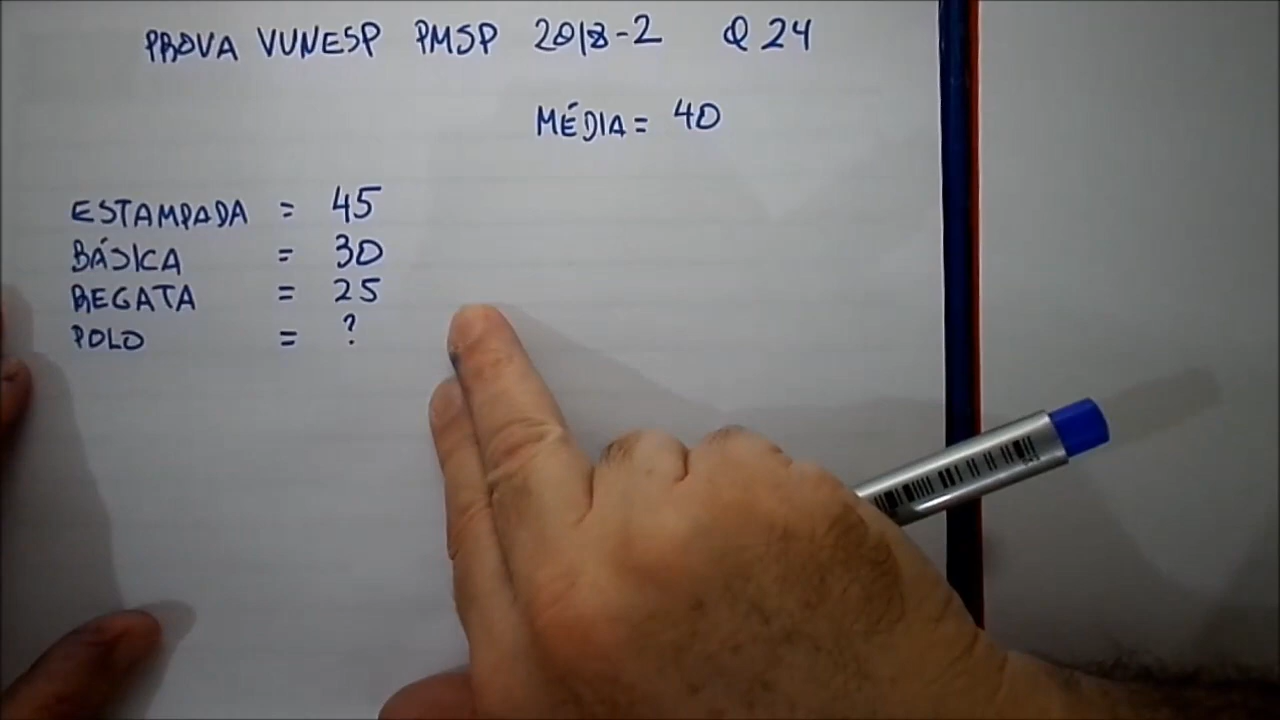 PROVA VUNESP PMSP 2018-2 Q 24
MÉDIA = 40
ESTAMPADA = 45
BÁSICA = 30
REGATA = 25
POLO = ?